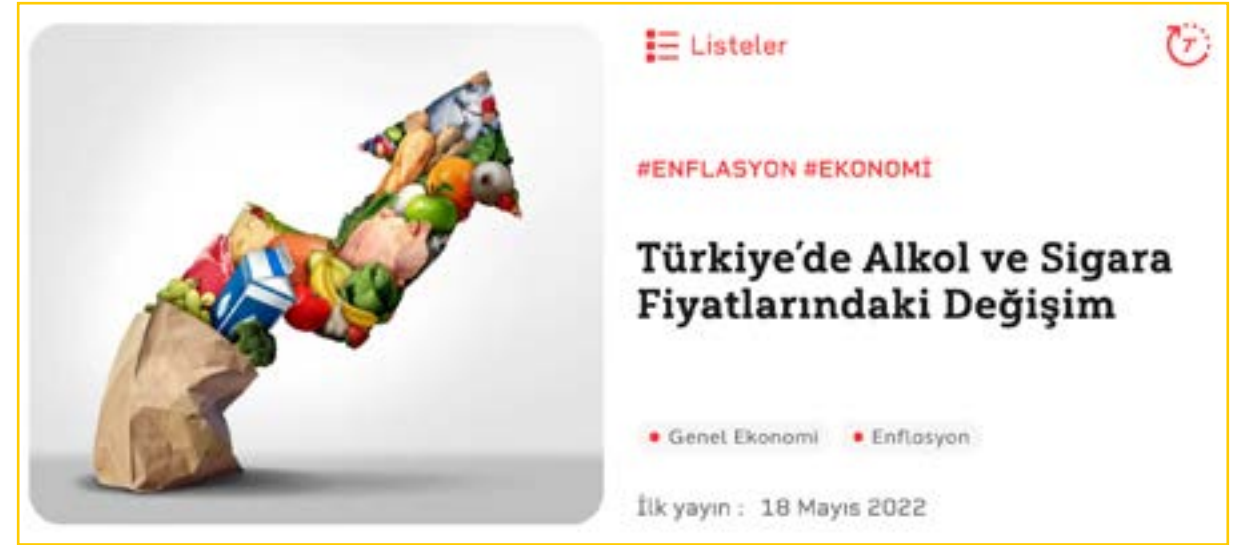 Listeler
T
#ENFLASYON #EKONOMİ
Türkiye'de Alkol ve Sigara
Fiyatlarındaki Değişim
• Genel Ekonomi • Enflasyon
İlk yayın : 18 Mayıs 2022